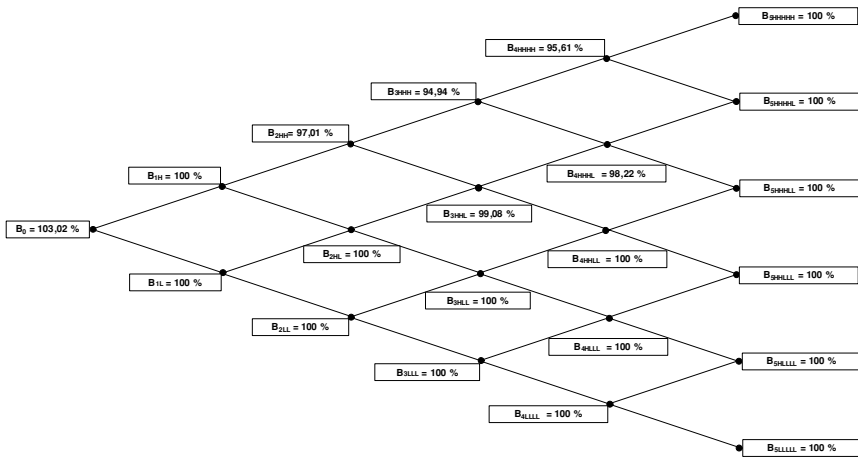 B5HHHHH = 100 %
B4HHHH = 95,61 %
B3HHH = 94,94 %
B5HHHHL = 100 %
B2HH= 97,01 %
B1H = 100 %
B4HHHL = 98,22 %
B5HHHLL = 100 %
B3HHL = 99,08 %
B0 = 103,02 %
B2HL = 100 %
B4HHLL = 100 %
B5HHLLL = 100 %
B1L = 100 %
B3HLL = 100 %
B2LL = 100 %
B4HLLL = 100 %
B5HLLLL = 100 %
B3LLL = 100 %
B4LLLL = 100 %
B5LLLLL = 100 %